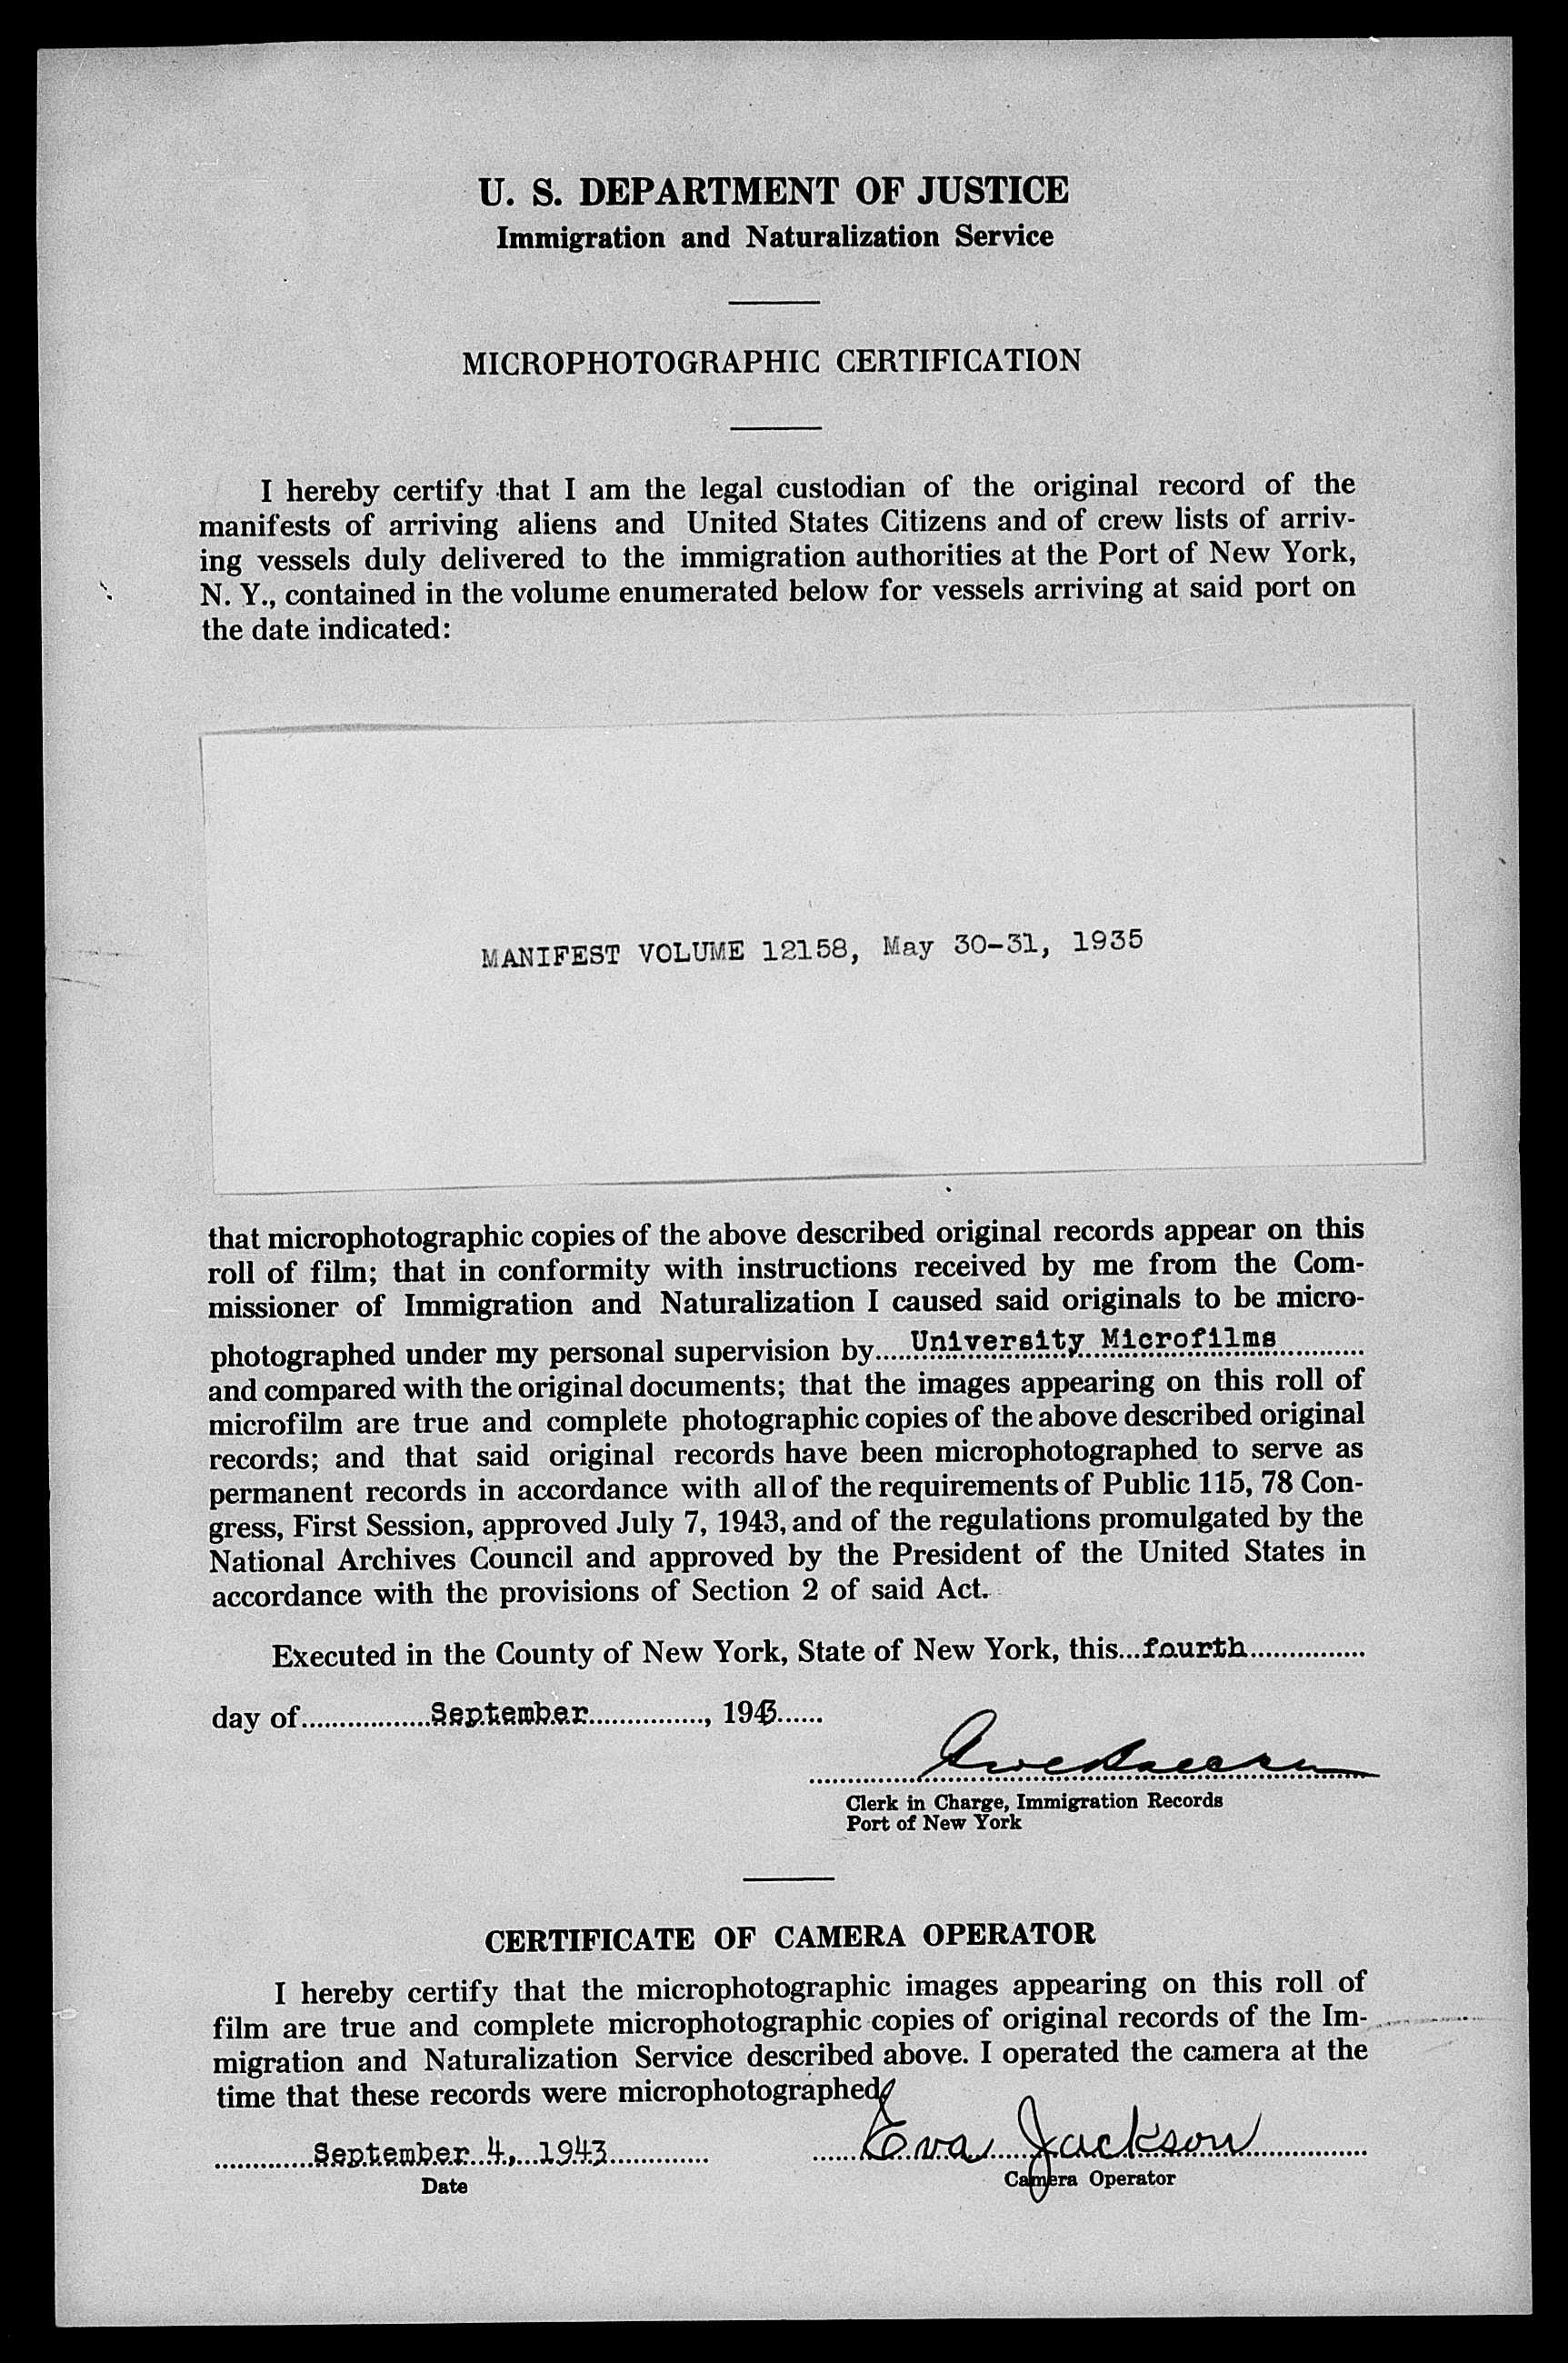 U. S. DEPARTMENT OF JUSTICE
Immigration and Naturalization Service
MICROPHOTOGRAPHIC CERTIFICATION
I hereby certify that I am the legal custodian of the original record of the
manifests of arriving aliens and United States Citizens and of crew lists of arriv-
ing vessels duly delivered to the immigration authorities at the Port of New York,
N. Y., contained in the volume enumerated below for vessels arriving at said port on
the date indicated:
MANIFEST VOLUME 12158, May 30-31, 1935
that microphotographic copies of the above described original records appear on this
roll of film; that in conformity with instructions received by me from the Com-
missioner of Immigration and Naturalization I caused said originals to be micro-
photographed under my personal supervision by University Microfilms
and compared with the original documents; that the images appearing on this roll of
microfilm are true and complete photographic copies of the above described original
records; and that said original records have been microphotographed to serve as
permanent records in accordance with all of the requirements of Public 115, 78 Con-
gress, First Session, approved July 7, 1943, and of the regulations promulgated by the
National Archives Council and approved by the President of the United States in
accordance with the provisions of Section 2 of said Act.
Executed in the County of New York, State of New York, this fourth
day of September, 1943
Clerk in Charge, Immigration Records
Port of New York
CERTIFICATE OF CAMERA OPERATOR
I hereby certify that the microphotographic images appearing on this roll of
film are true and complete microphotographic copies of original records of the Im-
migration and Naturalization Service described above. I operated the camera at the
time that these records were microphotographed.
September 4, 1943 Eva Jackson
Date Camera Operator